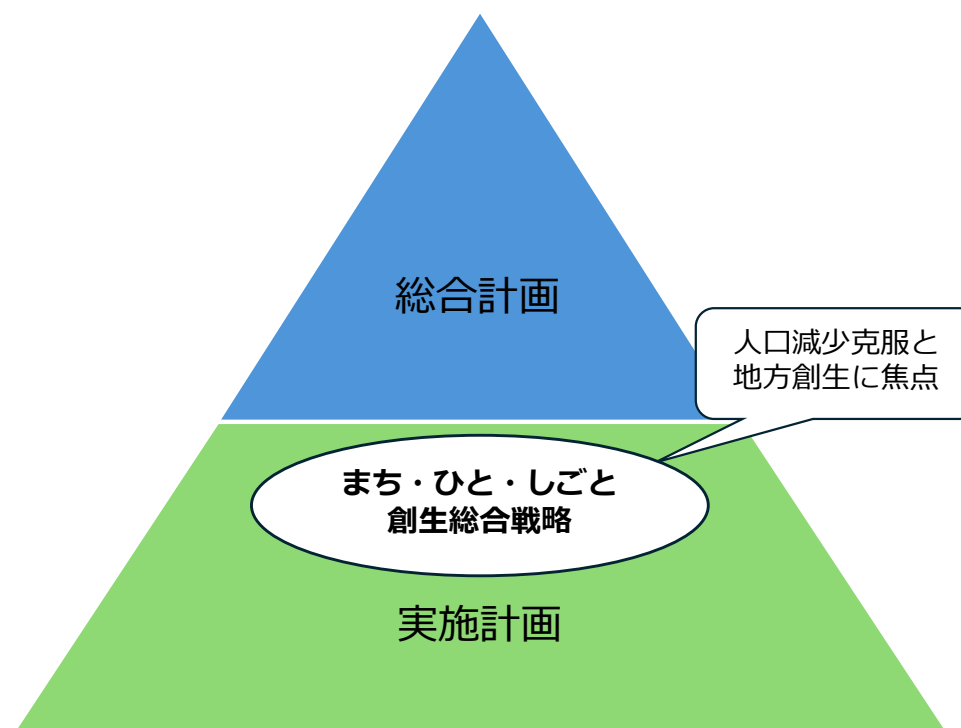 総合計画
人口減少克服と
地方創生に焦点
まち・ひと・しごと
創生総合戦略
実施計画